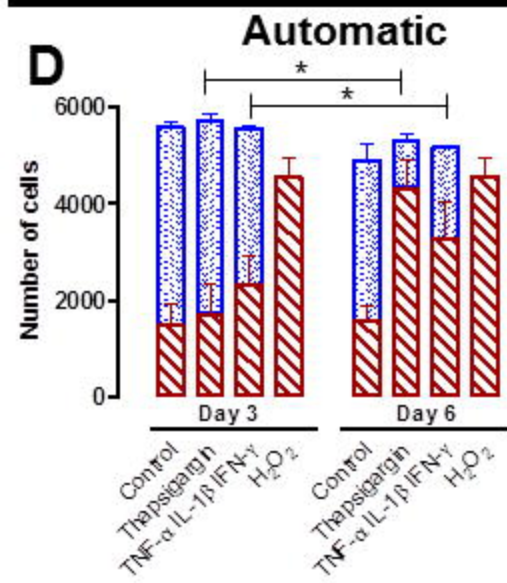 Automatic
D
*
*
Number of cells
6000
4000
2000
0
Day 3
Day 6
Control
Thapsigargin
TNF-α IL-1β IFN-γ
H₂O₂
Control
Thapsigargin
TNF-α IL-1β IFN-γ
H₂O₂